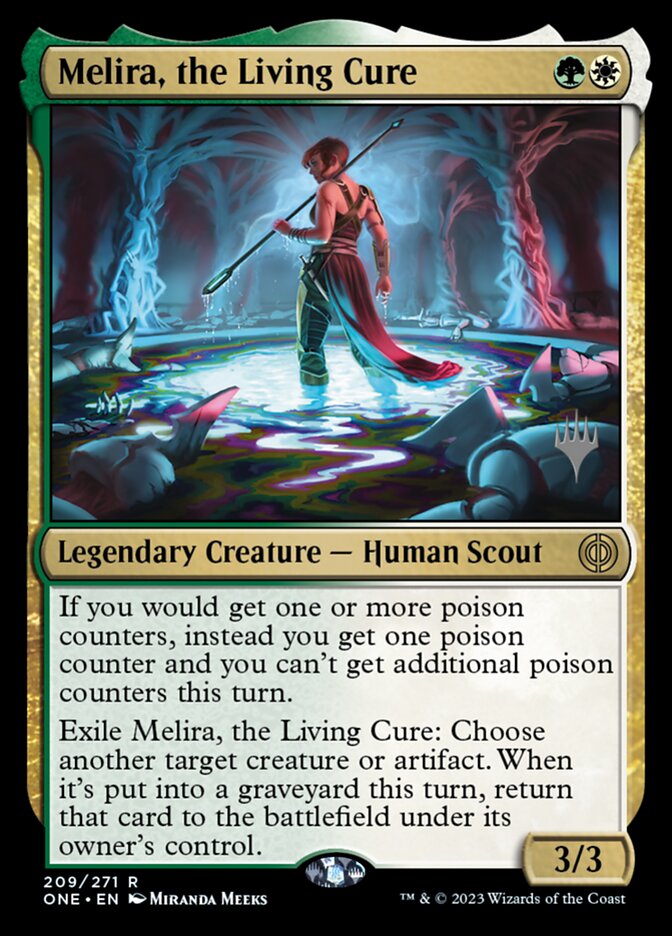 Melira, the Living Cure
Legendary Creature — Human Scout
If you would get one or more poison
counters, instead you get one poison
counter and you can't get additional poison
counters this turn.
Exile Melira, the Living Cure: Choose
another target creature or artifact. When
it's put into a graveyard this turn, return
that card to the battlefield under its
owner's control.
3/3
209/271 R
ONE • EN Miranda Meeks
™ & © 2023 Wizards of the Coast